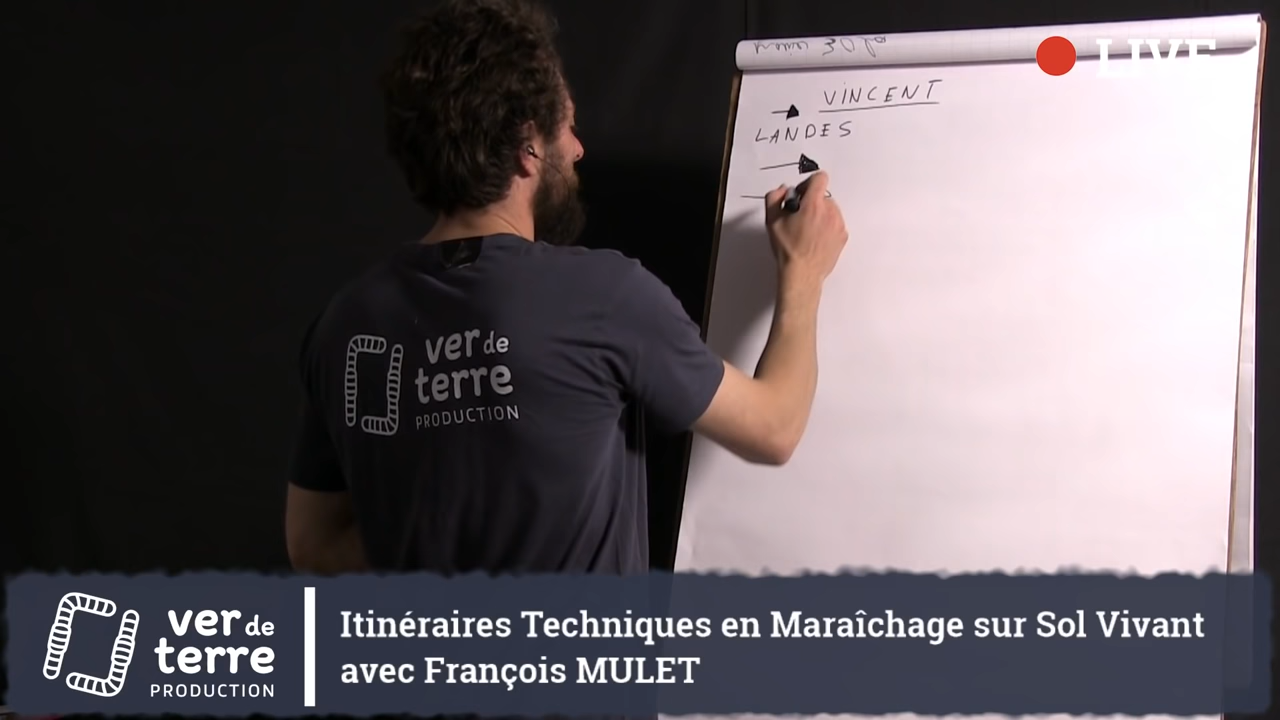 LIVE
VINCENT
LANDES
ver de
terre
PRODUCTION
ver de
terre
PRODUCTION
Itinéraires Techniques en Maraîchage sur Sol Vivant
avec François MULET